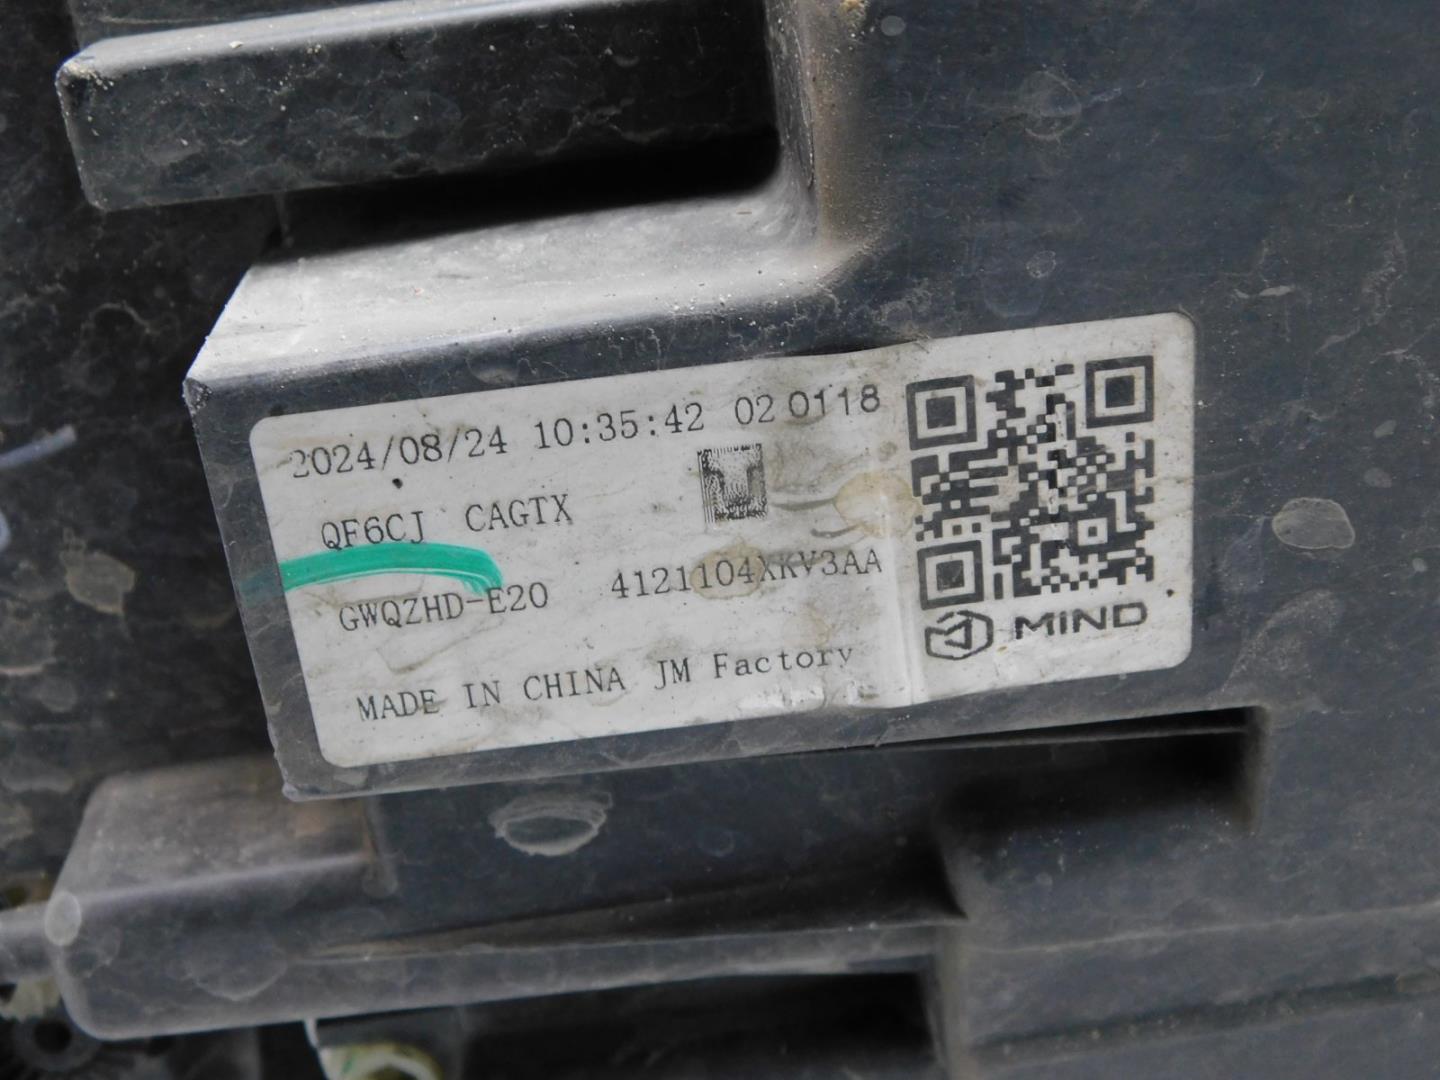 2024/08/24 10:35:42 02 0118
QF6CJ CAGTX
GWQZHD-E20 4121104XKV3AA
MADE IN CHINA JM Factory
MIND